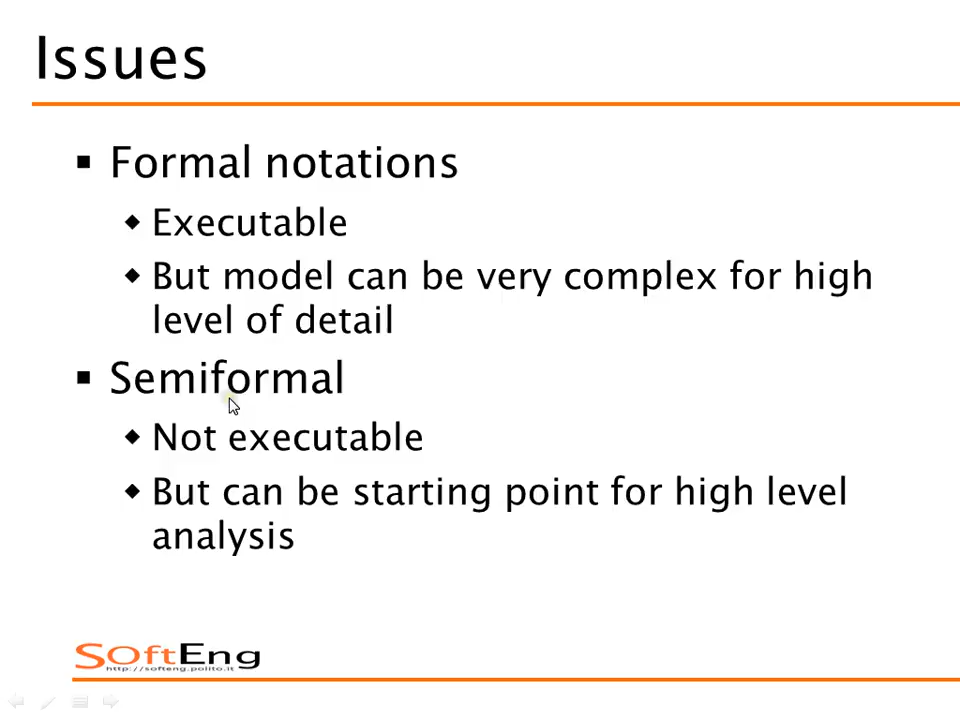 Issues
Formal notations
Executable
But model can be very complex for high
level of detail
Semiformal
Not executable
But can be starting point for high level
analysis
SOftEng
http://softeng.polito.it